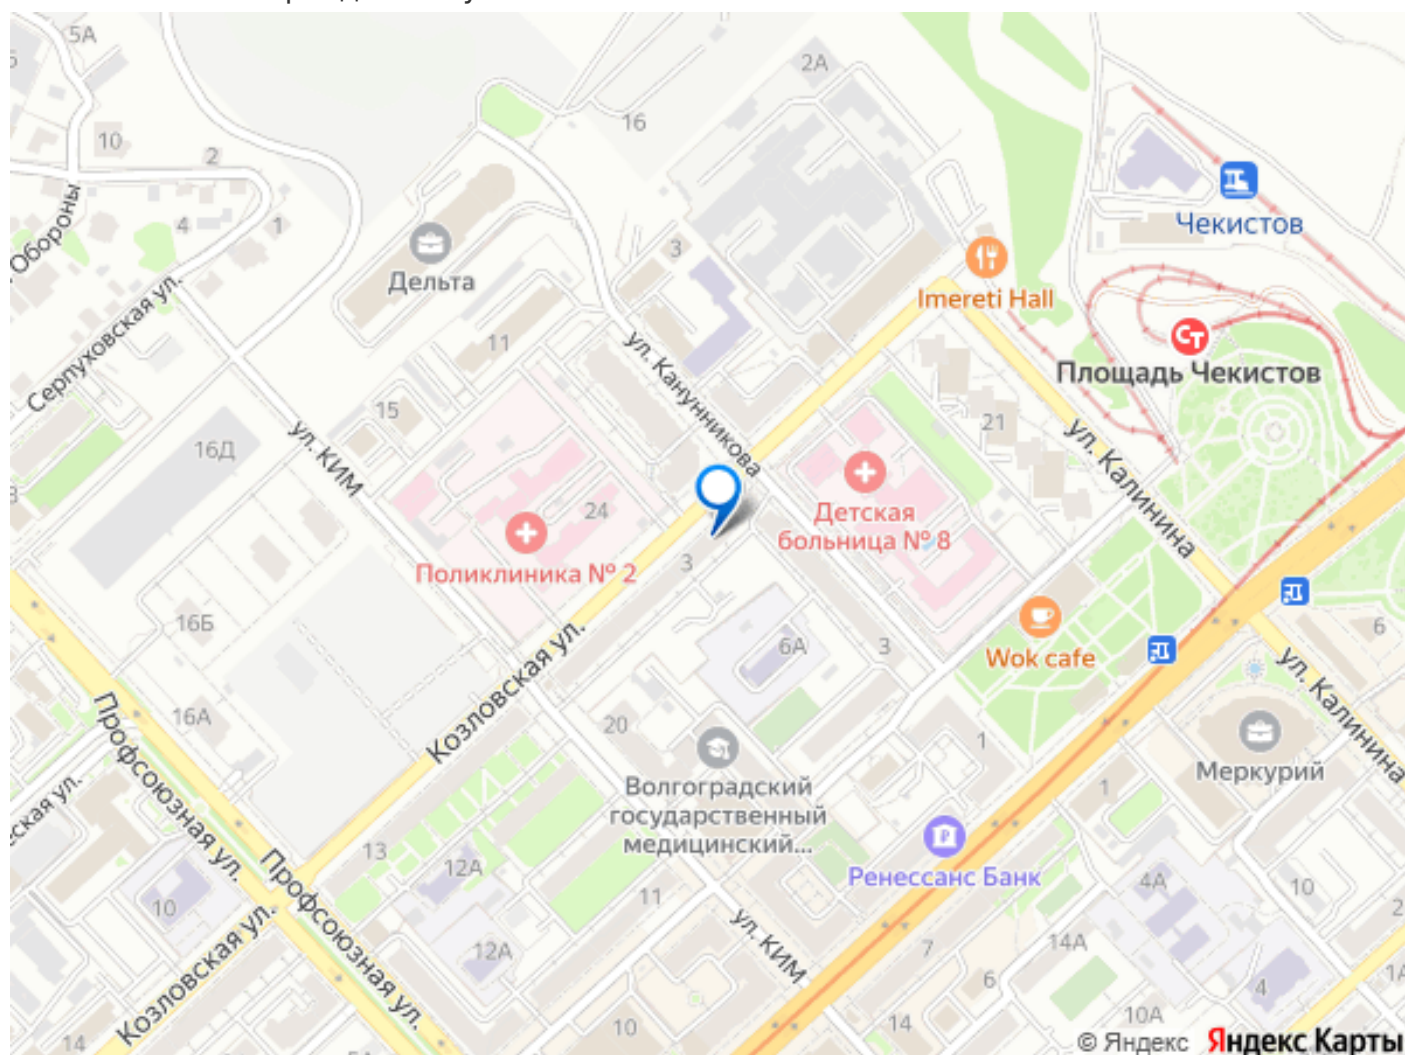 5А
2А
16
10
2
4
1
Обороны
3
Чекистов
Дельта
Imereti Hall
Серпуховская ул.
11
ул. Канунникова
Площадь Чекистов
15
21
16Д
ул. КИМ
ул. Калинина
24
Детская
больница № 8
Поликлиника № 2
3
16Б
6А
3
Wok cafe
6
Козловская ул.
ул. Калинина
16А
20
1
Профсоюзная ул.
Волгоградский
государственный
медицинский...
Меркурий
1
13
12А
Ренессанс Банк
10
Профсоюзная ул.
11
4А
10
Козловская ул.
12А
ул. КИМ
7
14А
6
4
14
10
14
10А
© Яндекс Яндекс Карты